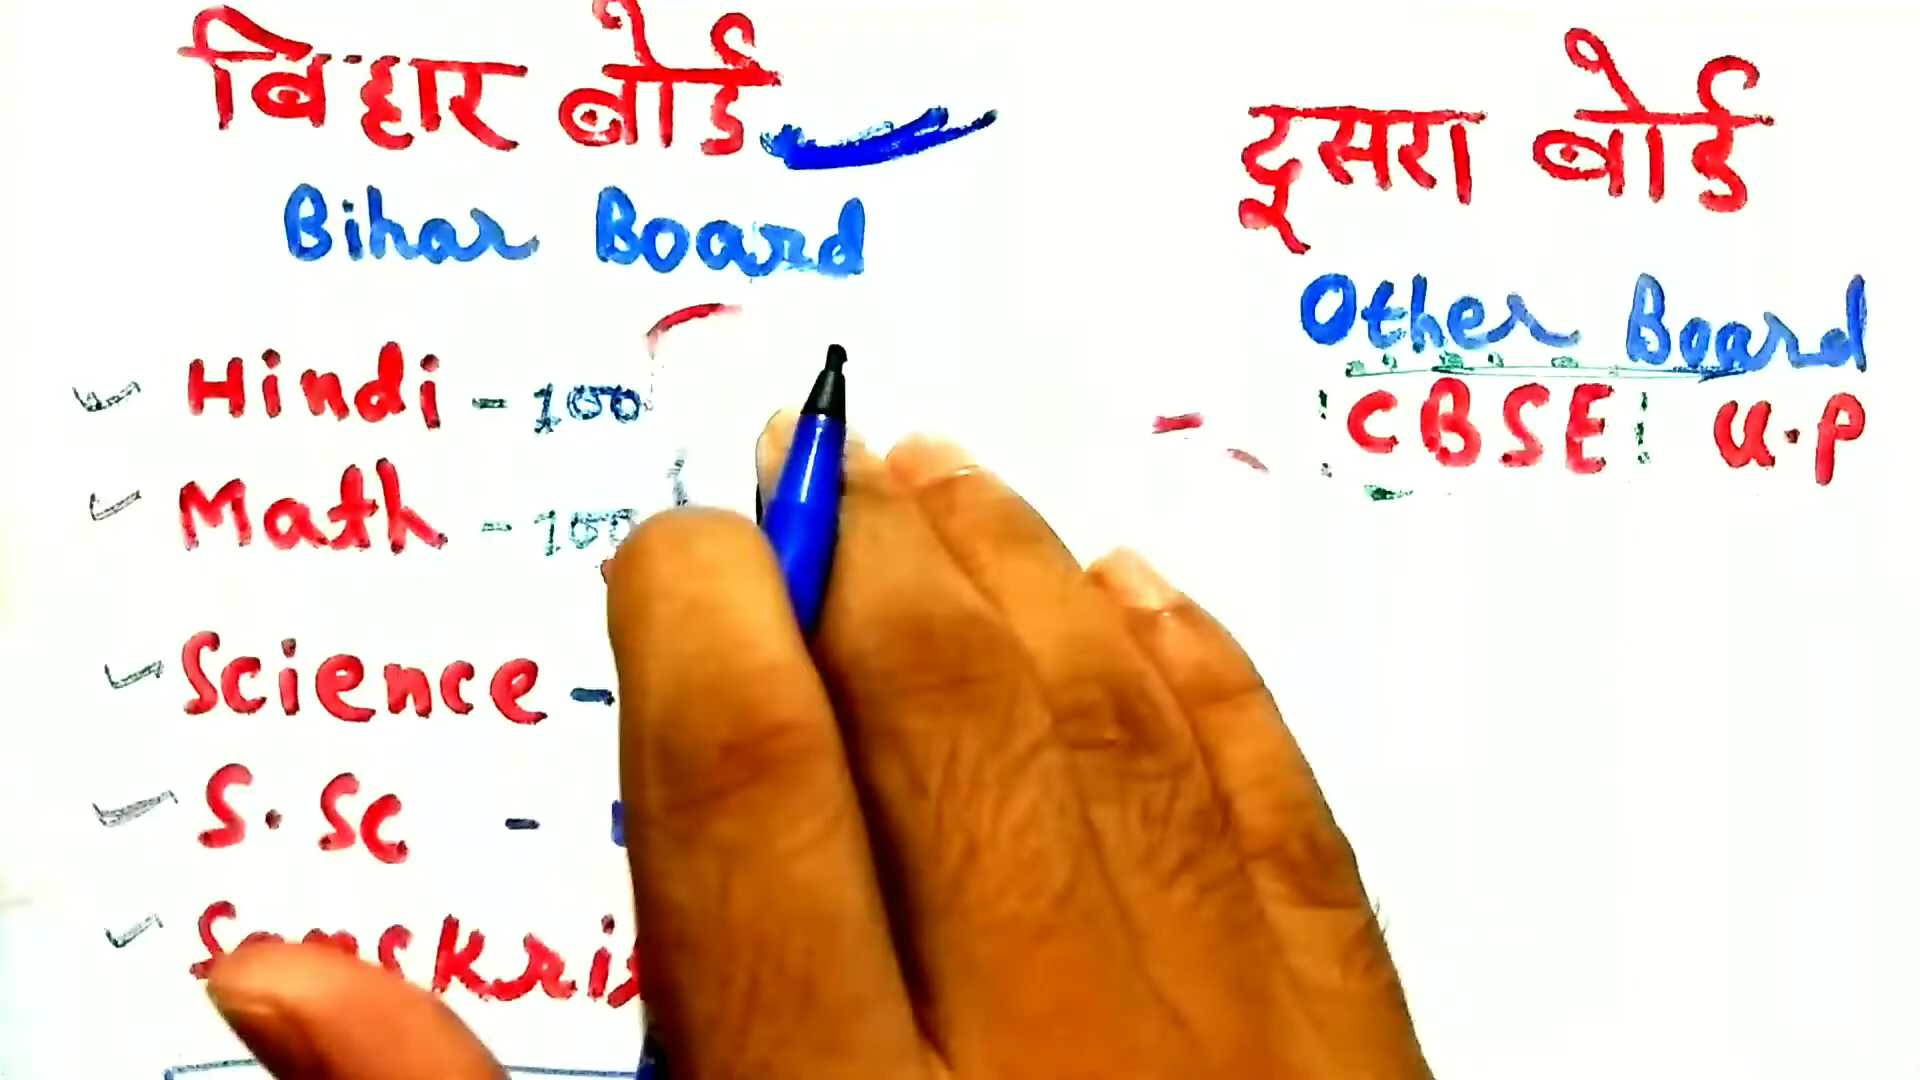 बिहार बोर्ड
Bihar Board
Hindi - 100
Math - 100
Science -
S.Sc -
दूसरा बोर्ड
Other Board
CBSE U.P